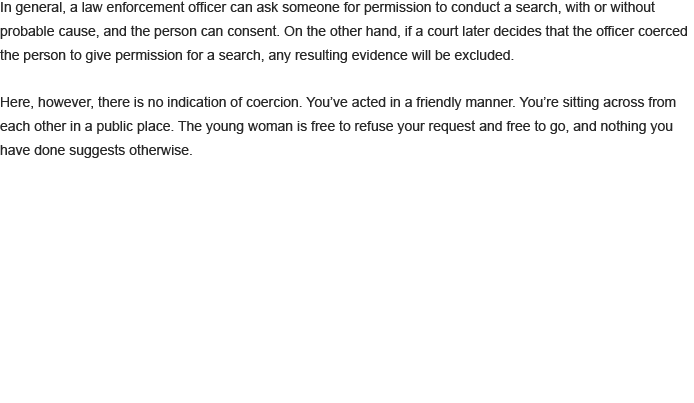 In general, a law enforcement officer can ask someone for permission to conduct a search, with or without
probable cause, and the person can consent. On the other hand, if a court later decides that the officer coerced
the person to give permission for a search, any resulting evidence will be excluded.
Here, however, there is no indication of coercion. You’ve acted in a friendly manner. You’re sitting across from
each other in a public place. The young woman is free to refuse your request and free to go, and nothing you
have done suggests otherwise.